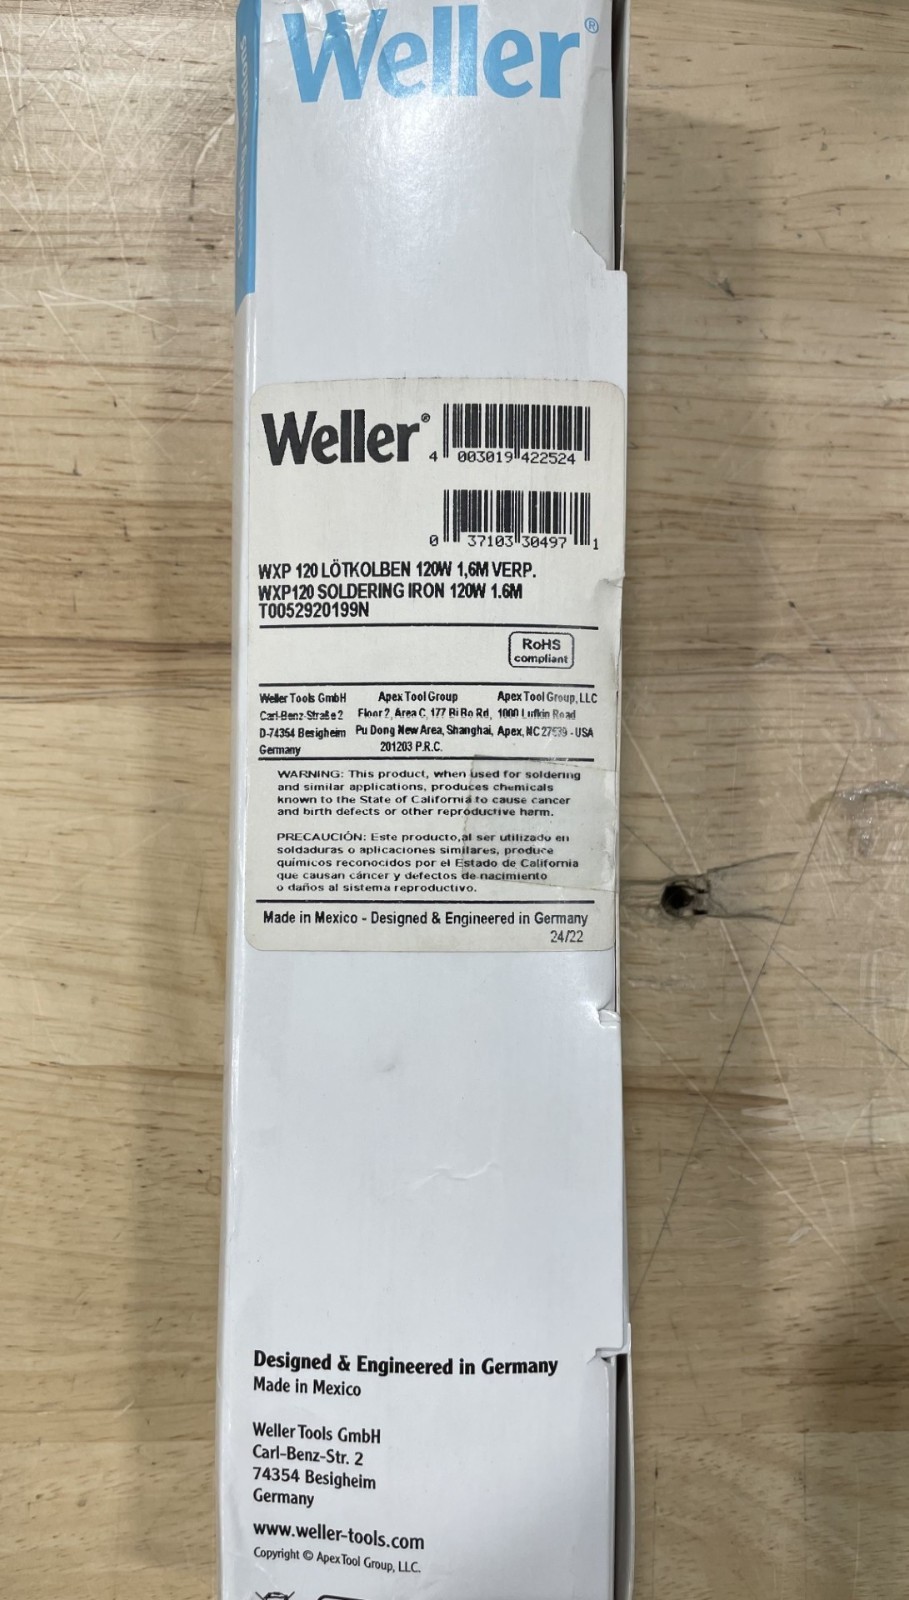 Weller®
Weller®
4 003019 422524
0 37103 30497 1
WXP 120 LÖTKOLBEN 120W 1,6M VERP.
WXP120 SOLDERING IRON 120W 1.6M
T0052920199N
RoHS
compliant
Weller Tools GmbH
Carl-Benz-Straße 2
D-74354 Besigheim
Germany
Apex Tool Group
Floor 2, Area C, 177 Bi Bo Rd,
Pu Dong New Area, Shanghai,
201203 P.R.C.
Apex Tool Group, LLC
1000 Lufkin Road
Apex, NC 27539 - USA
WARNING: This product, when used for soldering
and similar applications, produces chemicals
known to the State of California to cause cancer
and birth defects or other reproductive harm.
PRECAUCIÓN: Este producto,al ser utilizado en
soldaduras o aplicaciones similares, produce
químicos reconocidos por el Estado de California
que causan cáncer y defectos de nacimiento
o daños al sistema reproductivo.
Made in Mexico - Designed & Engineered in Germany
24/22
Designed & Engineered in Germany
Made in Mexico
Weller Tools GmbH
Carl-Benz-Str. 2
74354 Besigheim
Germany
www.weller-tools.com
Copyright © Apex Tool Group, LLC.